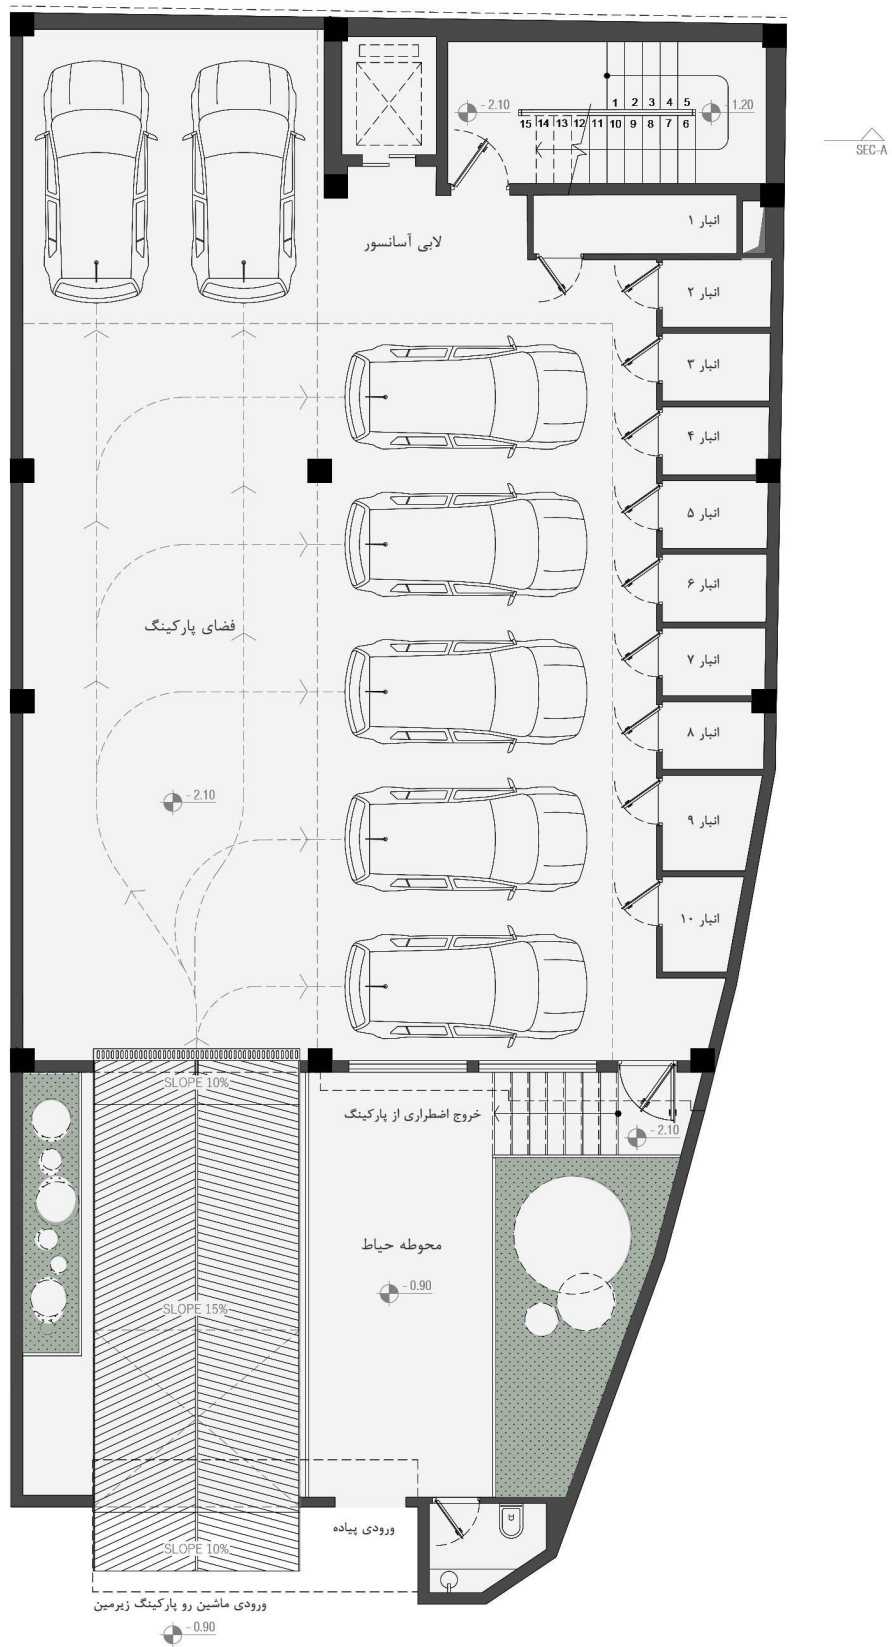 - 2.10
1 2 3 4 5
15 14 13 12 11 10 9 8 7 6
- 1.20
SEC-A
انبار ۱
لابی آسانسور
انبار ۲
انبار ۳
انبار ۴
انبار ۵
انبار ۶
فضای پارکینگ
انبار ۷
انبار ۸
- 2.10
انبار ۹
انبار ۱۰
SLOPE 10%
خروج اضطراری از پارکینگ
- 2.10
محوطه حیاط
- 0.90
SLOPE 15%
ورودی پیاده
SLOPE 10%
ورودی ماشین رو پارکینگ زیرمین
- 0.90